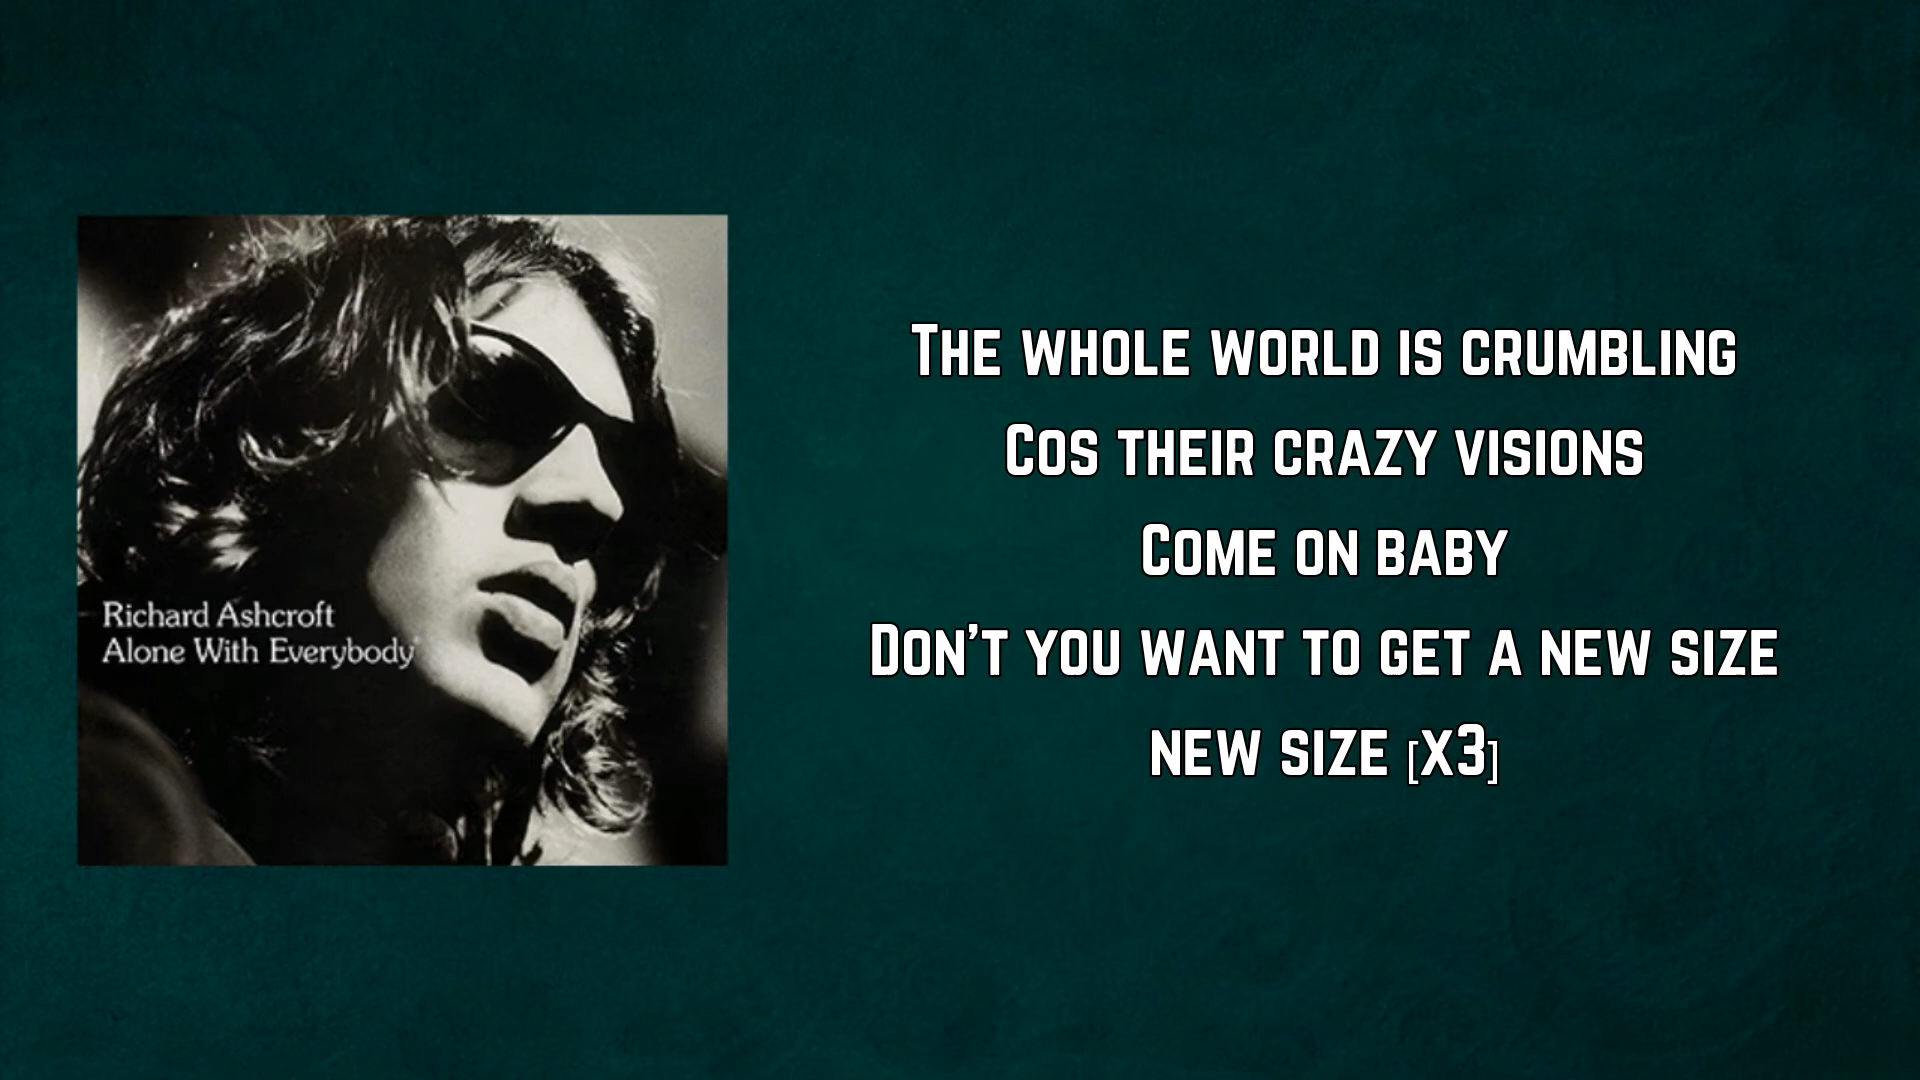 Richard Ashcroft
Alone With Everybody
The whole world is crumbling
Cos their crazy visions
Come on baby
Don't you want to get a new size
new size [x3]